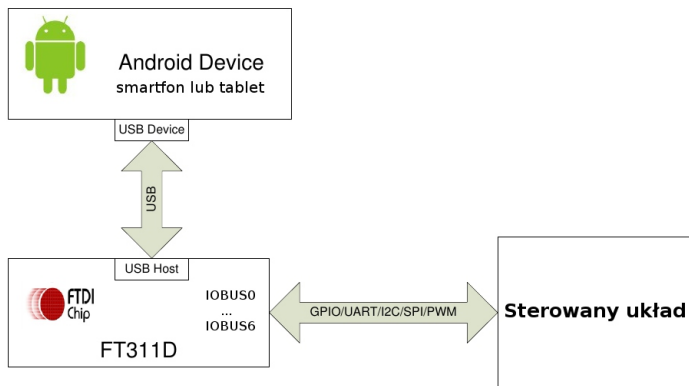 Android Device
smartfon lub tablet
USB Device
USB
USB Host
FTDI
Chip
IOBUS0
...
IOBUS6
FT311D
GPIO/UART/I2C/SPI/PWM
Sterowany układ